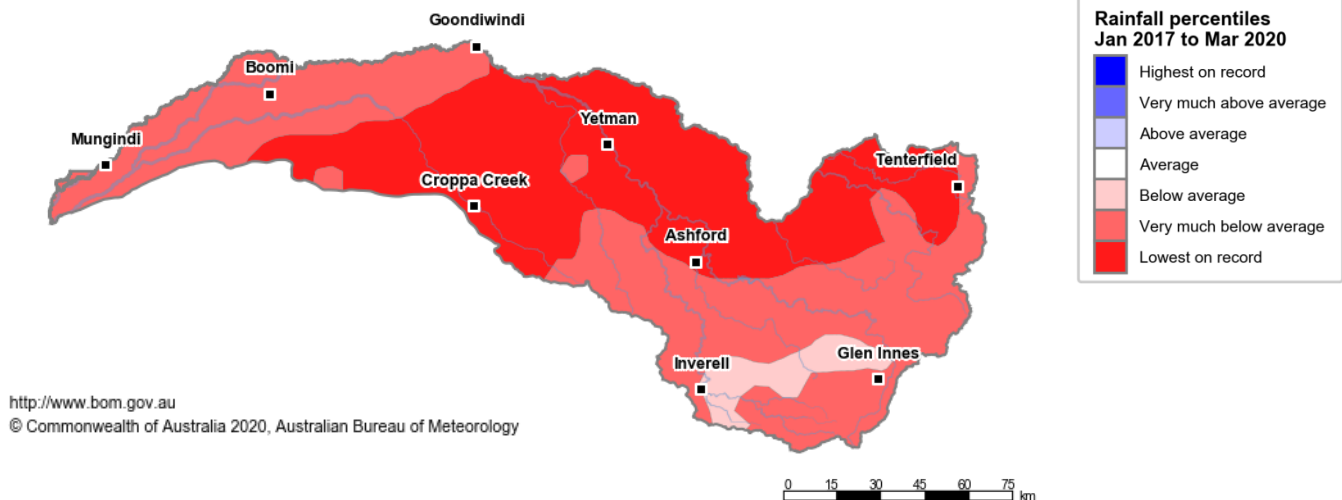 Goondiwindi
Boomi
Mungindi
Yetman
Croppa Creek
Tenterfield
Ashford
Inverell
Glen Innes
Rainfall percentiles
Jan 2017 to Mar 2020
Highest on record
Very much above average
Above average
Average
Below average
Very much below average
Lowest on record
http://www.bom.gov.au
© Commonwealth of Australia 2020, Australian Bureau of Meteorology
0 15 30 45 60 75
km